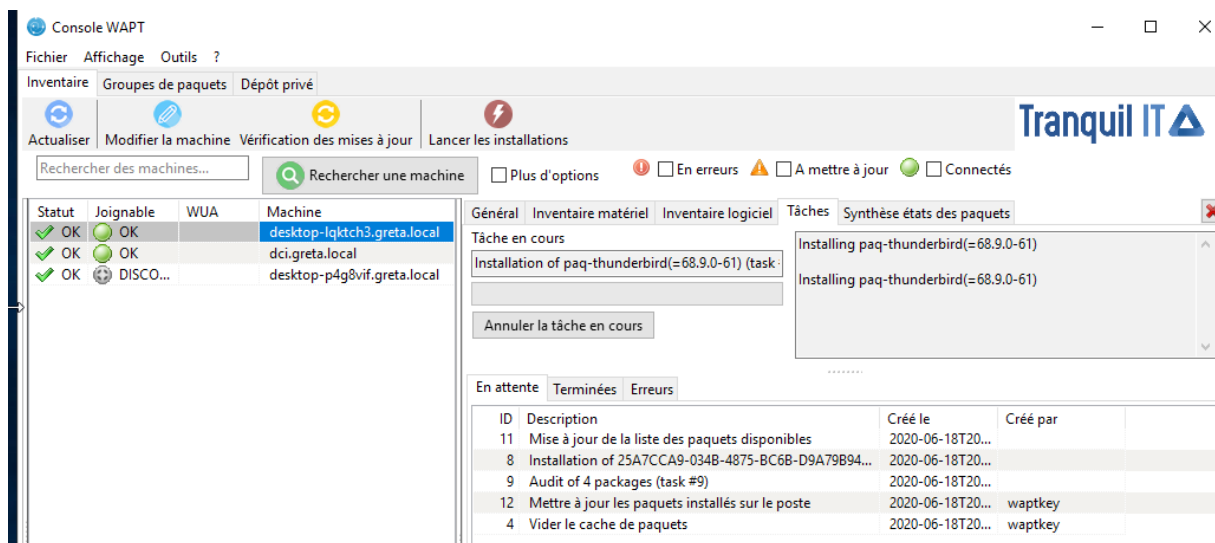 Console WAPT
Fichier Affichage Outils ?
Inventaire Groupes de paquets Dépôt privé
Actualiser Modifier la machine Vérification des mises à jour Lancer les installations
Tranquil IT
Rechercher des machines... Rechercher une machine Plus d'options En erreurs A mettre à jour Connectés
Statut Joignable WUA Machine
OK OK desktop-lqktch3.greta.local
OK OK dci.greta.local
OK DISCO... desktop-p4g8vif.greta.local
Général Inventaire matériel Inventaire logiciel Tâches Synthèse états des paquets
Tâche en cours
Installation of paq-thunderbird(=68.9.0-61) (task
Annuler la tâche en cours
Installing paq-thunderbird(=68.9.0-61)
Installing paq-thunderbird(=68.9.0-61)
En attente Terminées Erreurs
ID Description Créé le Créé par
11 Mise à jour de la liste des paquets disponibles 2020-06-18T20...
8 Installation of 25A7CCA9-034B-4875-BC6B-D9A79B94... 2020-06-18T20...
9 Audit of 4 packages (task #9) 2020-06-18T20...
12 Mettre à jour les paquets installés sur le poste 2020-06-18T20... waptkey
4 Vider le cache de paquets 2020-06-18T20... waptkey